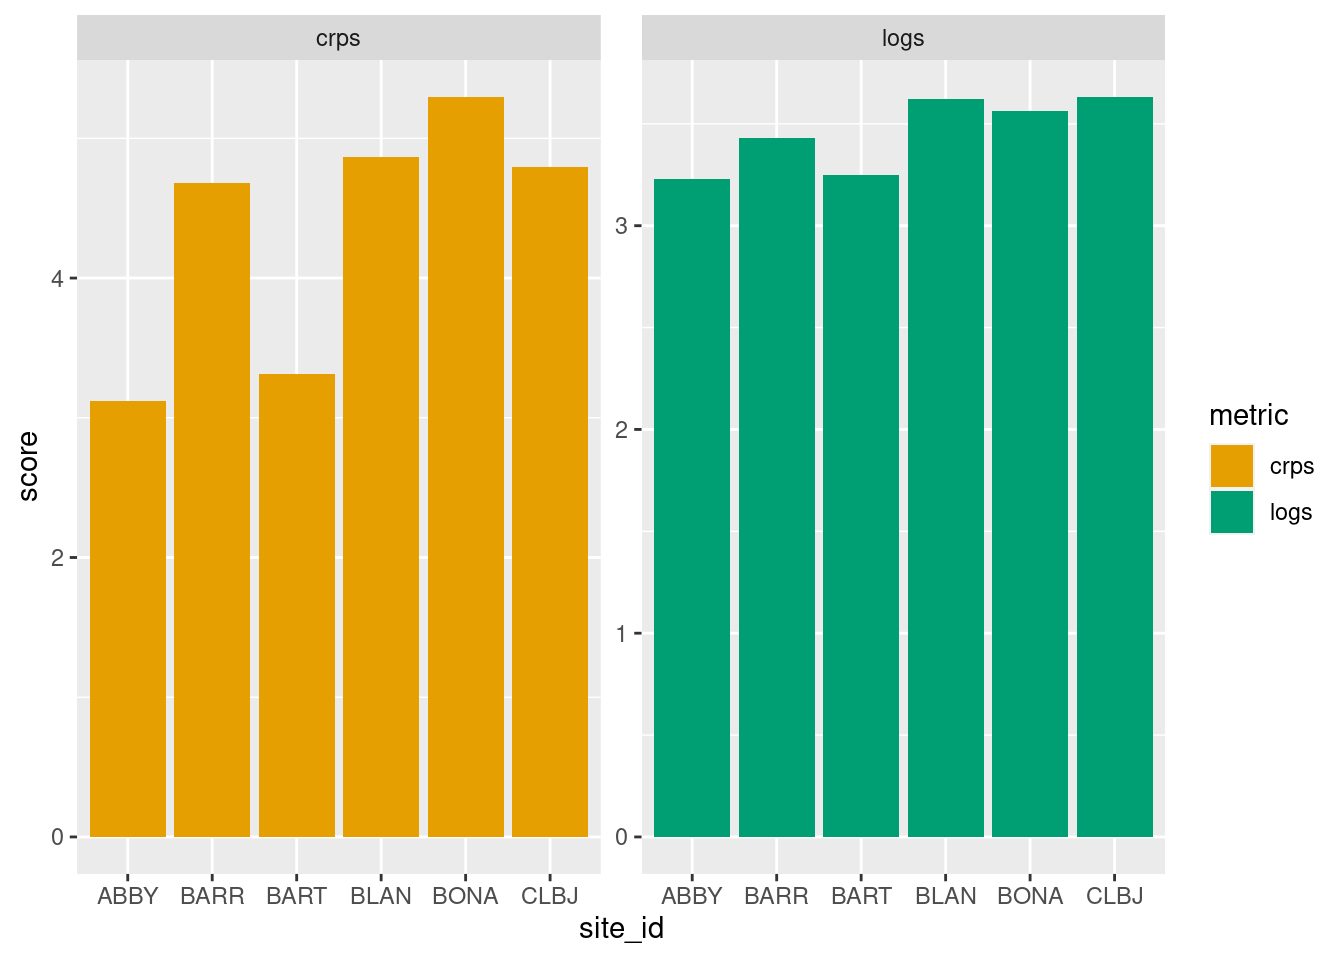 crps
logs
score
4
2
0
3
2
1
0
ABBY BARR BART BLAN BONA CLBJ
ABBY BARR BART BLAN BONA CLBJ
site_id
metric
crps
logs